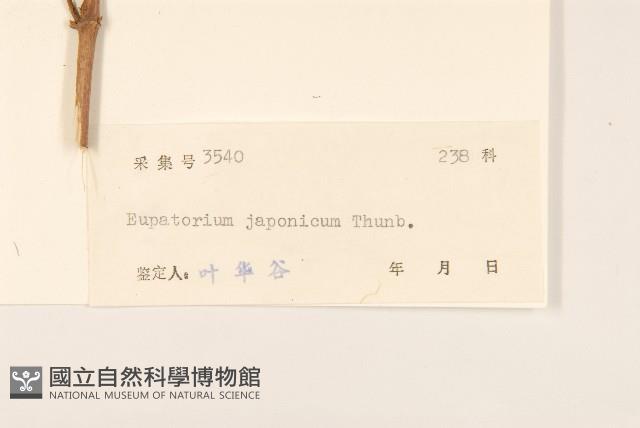 采集号 3540 238 科
Eupatorium japonicum Thunb.
鉴定人: 叶华谷 年 月 日
國立自然科學博物館
NATIONAL MUSEUM OF NATURAL SCIENCE